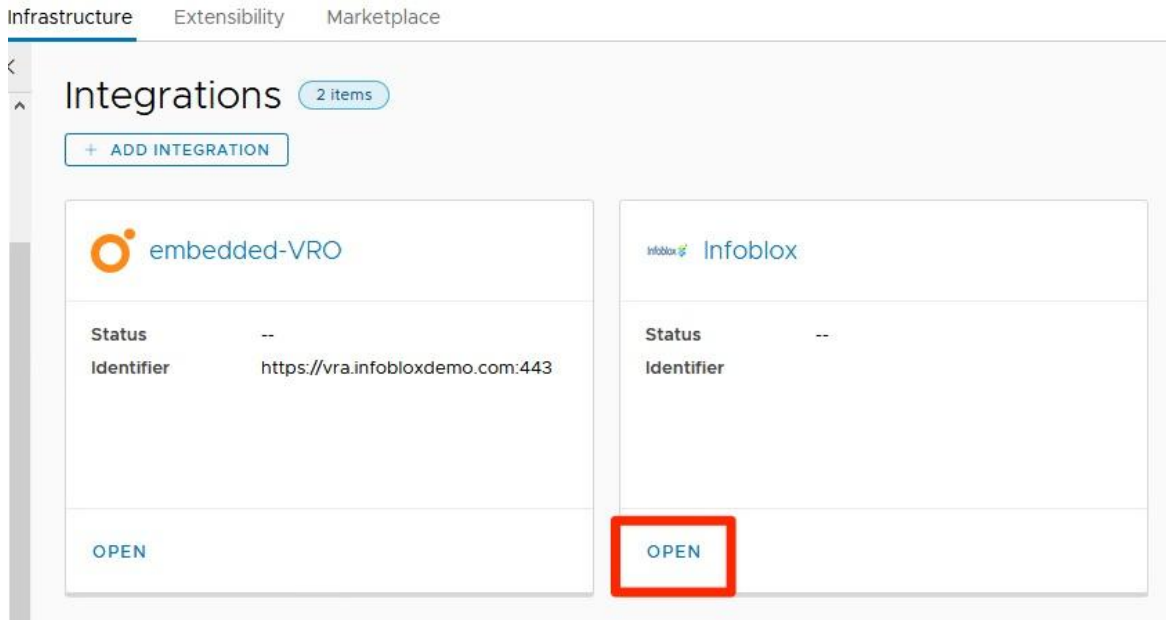 Infrastructure Extensibility Marketplace
Integrations 2 items
+ ADD INTEGRATION
embedded-VRO
Status --
Identifier https://vra.infobloxdemo.com:443
OPEN
Infoblox Infoblox
Status --
Identifier
OPEN